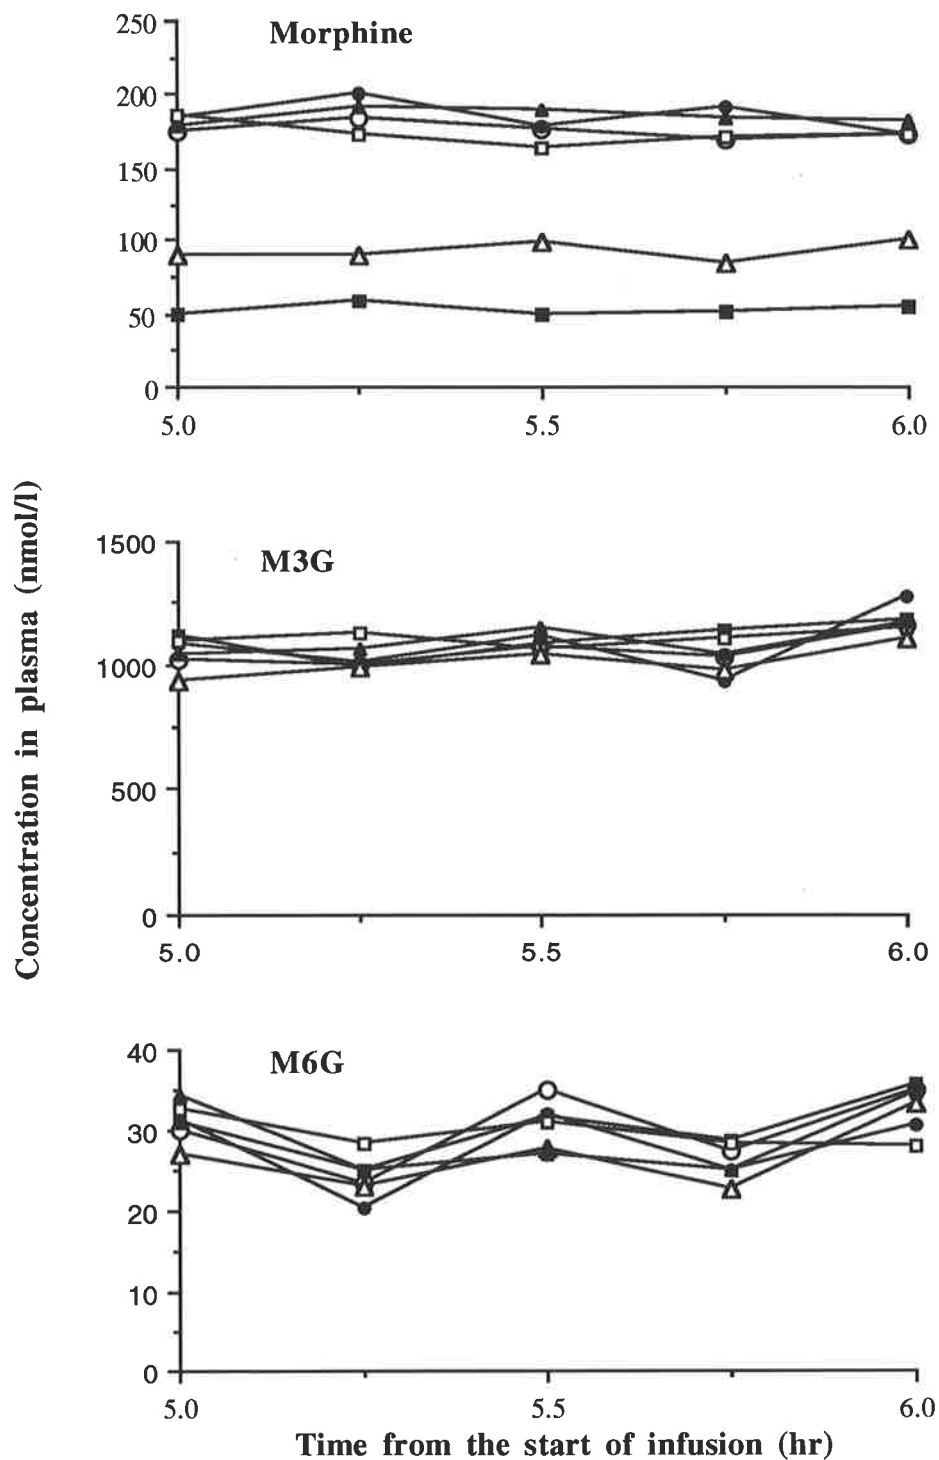 Morphine
250
200
150
100
50
0
5.0 5.5 6.0
Concentration in plasma (nmol/l)
M3G
1500
1000
500
0
5.0 5.5 6.0
M6G
40
30
20
10
0
5.0 5.5 6.0
Time from the start of infusion (hr)